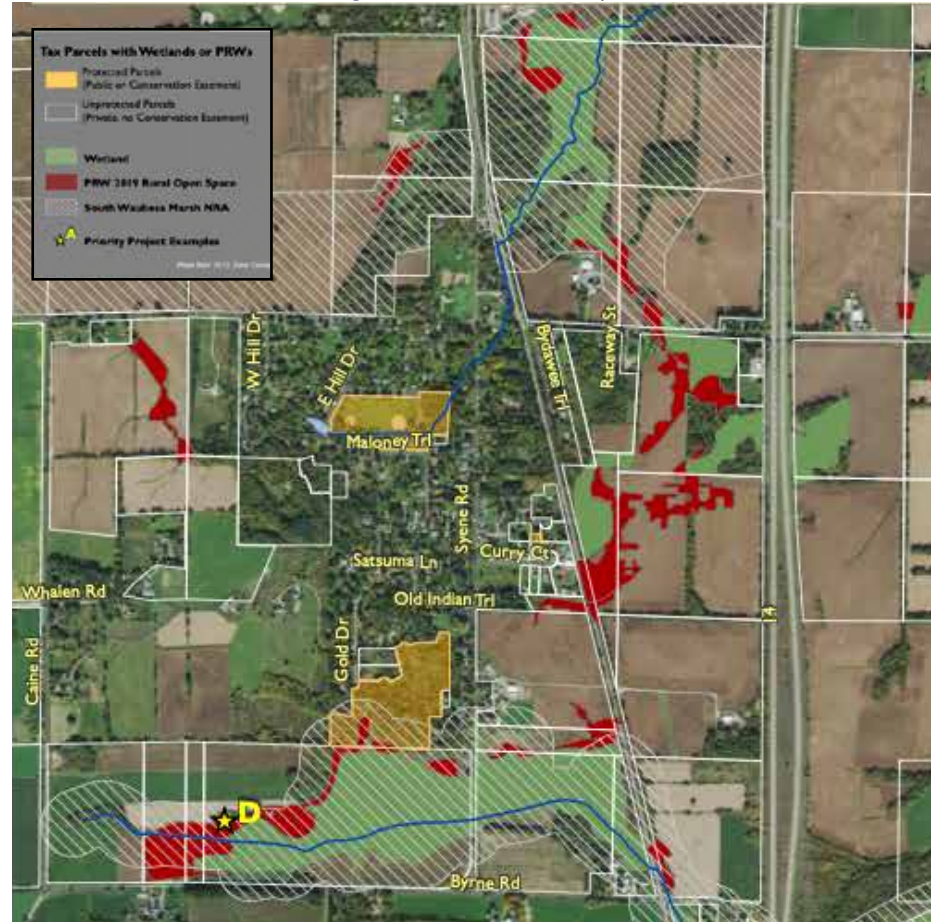 Tax Parcels with Wetlands or PRWs
Protected Parcels
(Public or Conservation Easement)
Unprotected Parcels
(Private, no Conservation Easement)
Wetland
PRW 2019 Rural Open Space
South Waubesa Marsh NRA
A
Priority Project Examples
W Hill Dr
E Hill Dr
Bydawee Trl
Raceway St
Maloney Trl
Syene Rd
Satsuma Ln
Curry Ct
Whalen Rd
Old Indian Trl
14
Caine Rd
Gold Dr
D
Byrne Rd